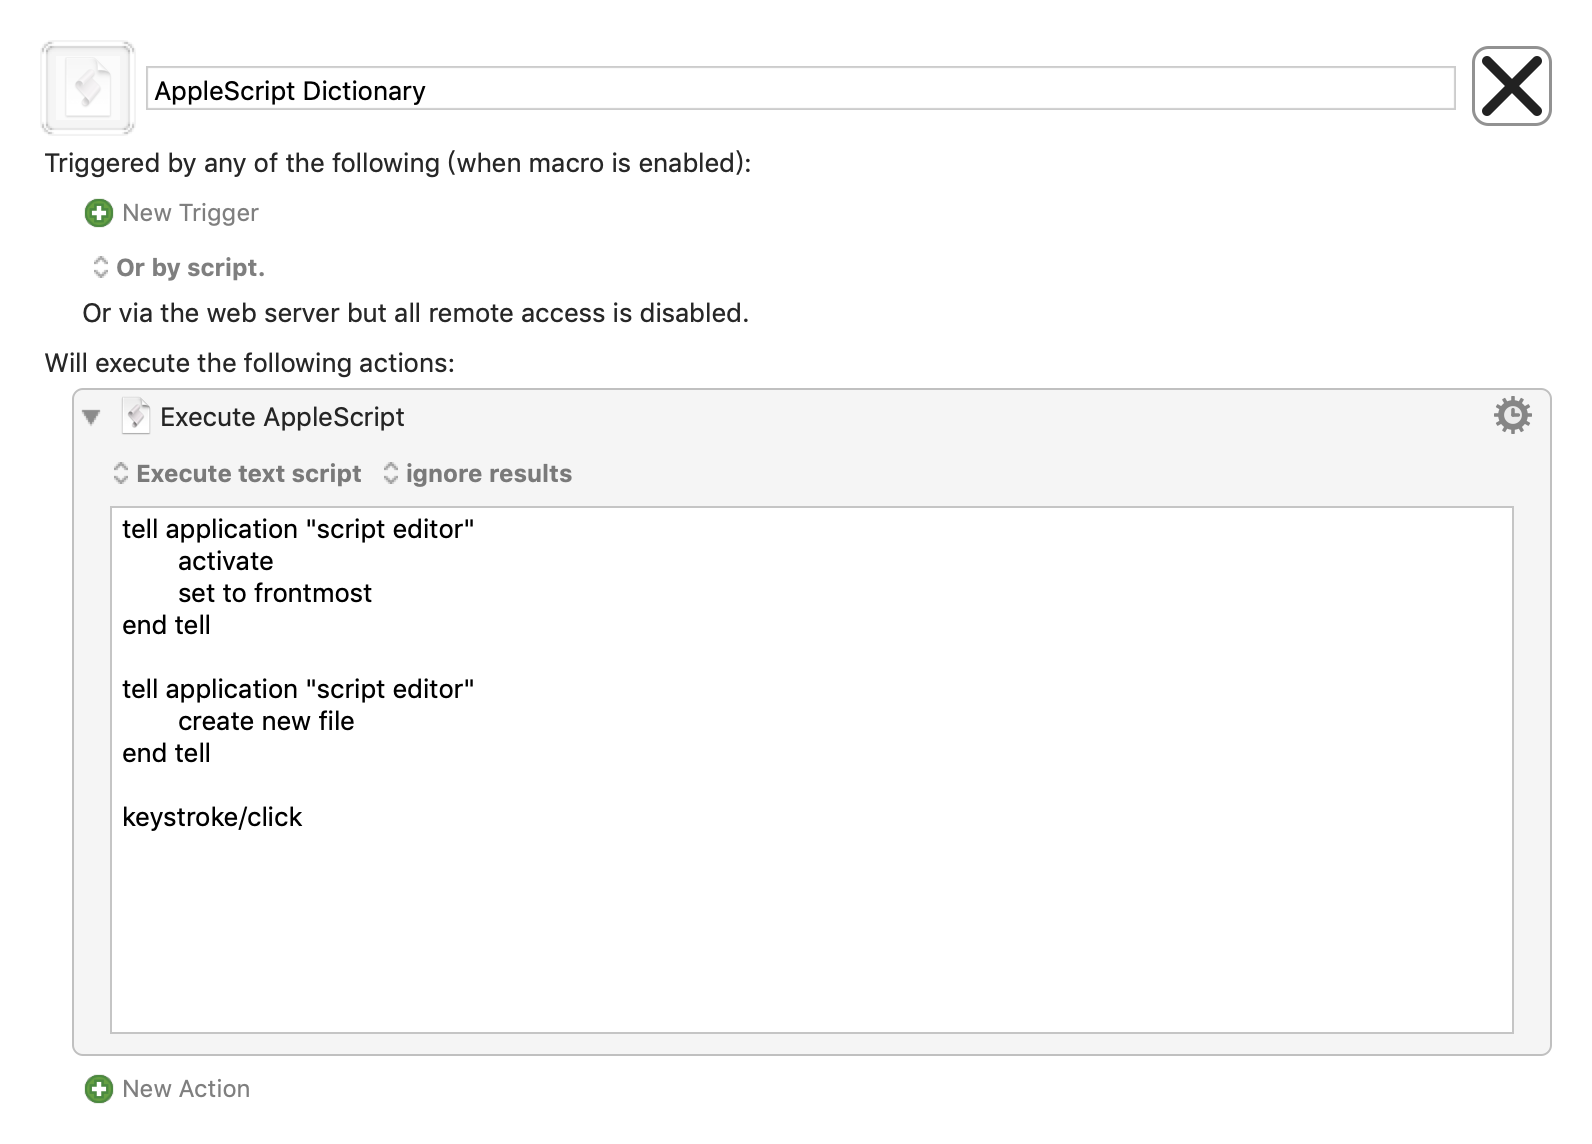 AppleScript Dictionary
Triggered by any of the following (when macro is enabled):
New Trigger
Or by script.
Or via the web server but all remote access is disabled.
Will execute the following actions:
Execute AppleScript
Execute text script ignore results
tell application "script editor"
activate
set to frontmost
end tell
tell application "script editor"
create new file
end tell
keystroke/click
New Action